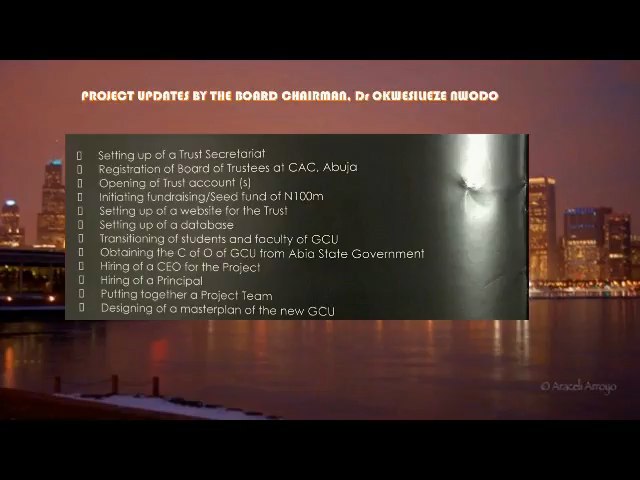 PROJECT UPDATES BY THE BOARD CHAIRMAN, Dr OKWESILIEZE NWODO
Setting up of a Trust Secretariat
Registration of Board of Trustees at CAC, Abuja
Opening of Trust account (s)
Initiating fundraising/Seed fund of N100m
Setting up of a website for the Trust
Setting up of a database
Transitioning of students and faculty of GCU
Obtaining the C of O of GCU from Abia State Government
Hiring of a CEO for the Project
Hiring of a Principal
Putting together a Project Team
Designing of a masterplan of the new GCU
© Araceli Arroyo